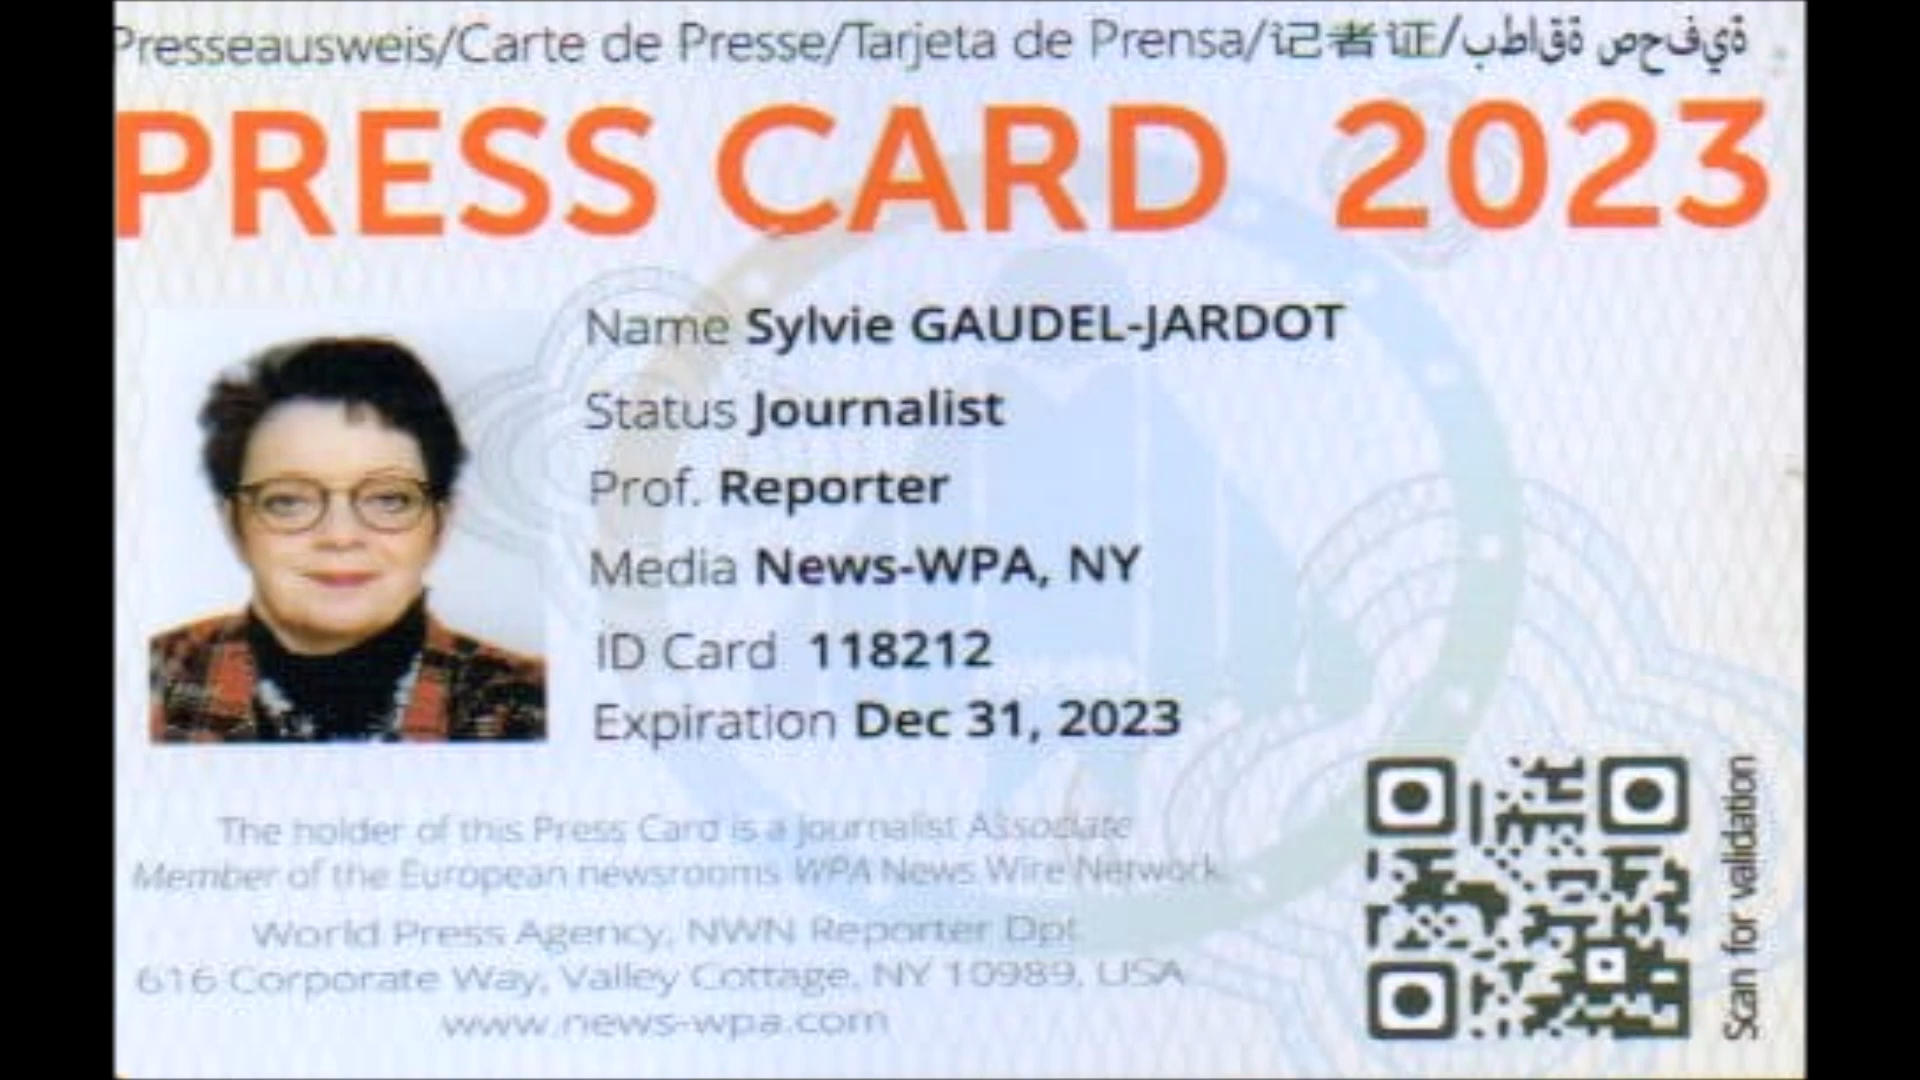 Presseausweis/Carte de Presse/Tarjeta de Prensa/记者证/ب‌ط‌اق‌ة ص‌ح‌ف‌ي‌ة
PRESS CARD 2023
Name Sylvie GAUDEL-JARDOT
Status Journalist
Prof. Reporter
Media News-WPA, NY
ID Card 118212
Expiration Dec 31, 2023
The holder of this Press Card is a Journalist Associate
Member of the European newsrooms WPA News Wire Network.
World Press Agency, NWN Reporter Dpt.
616 Corporate Way, Valley Cottage, NY 10989, USA
www.news-wpa.com
Scan for validation